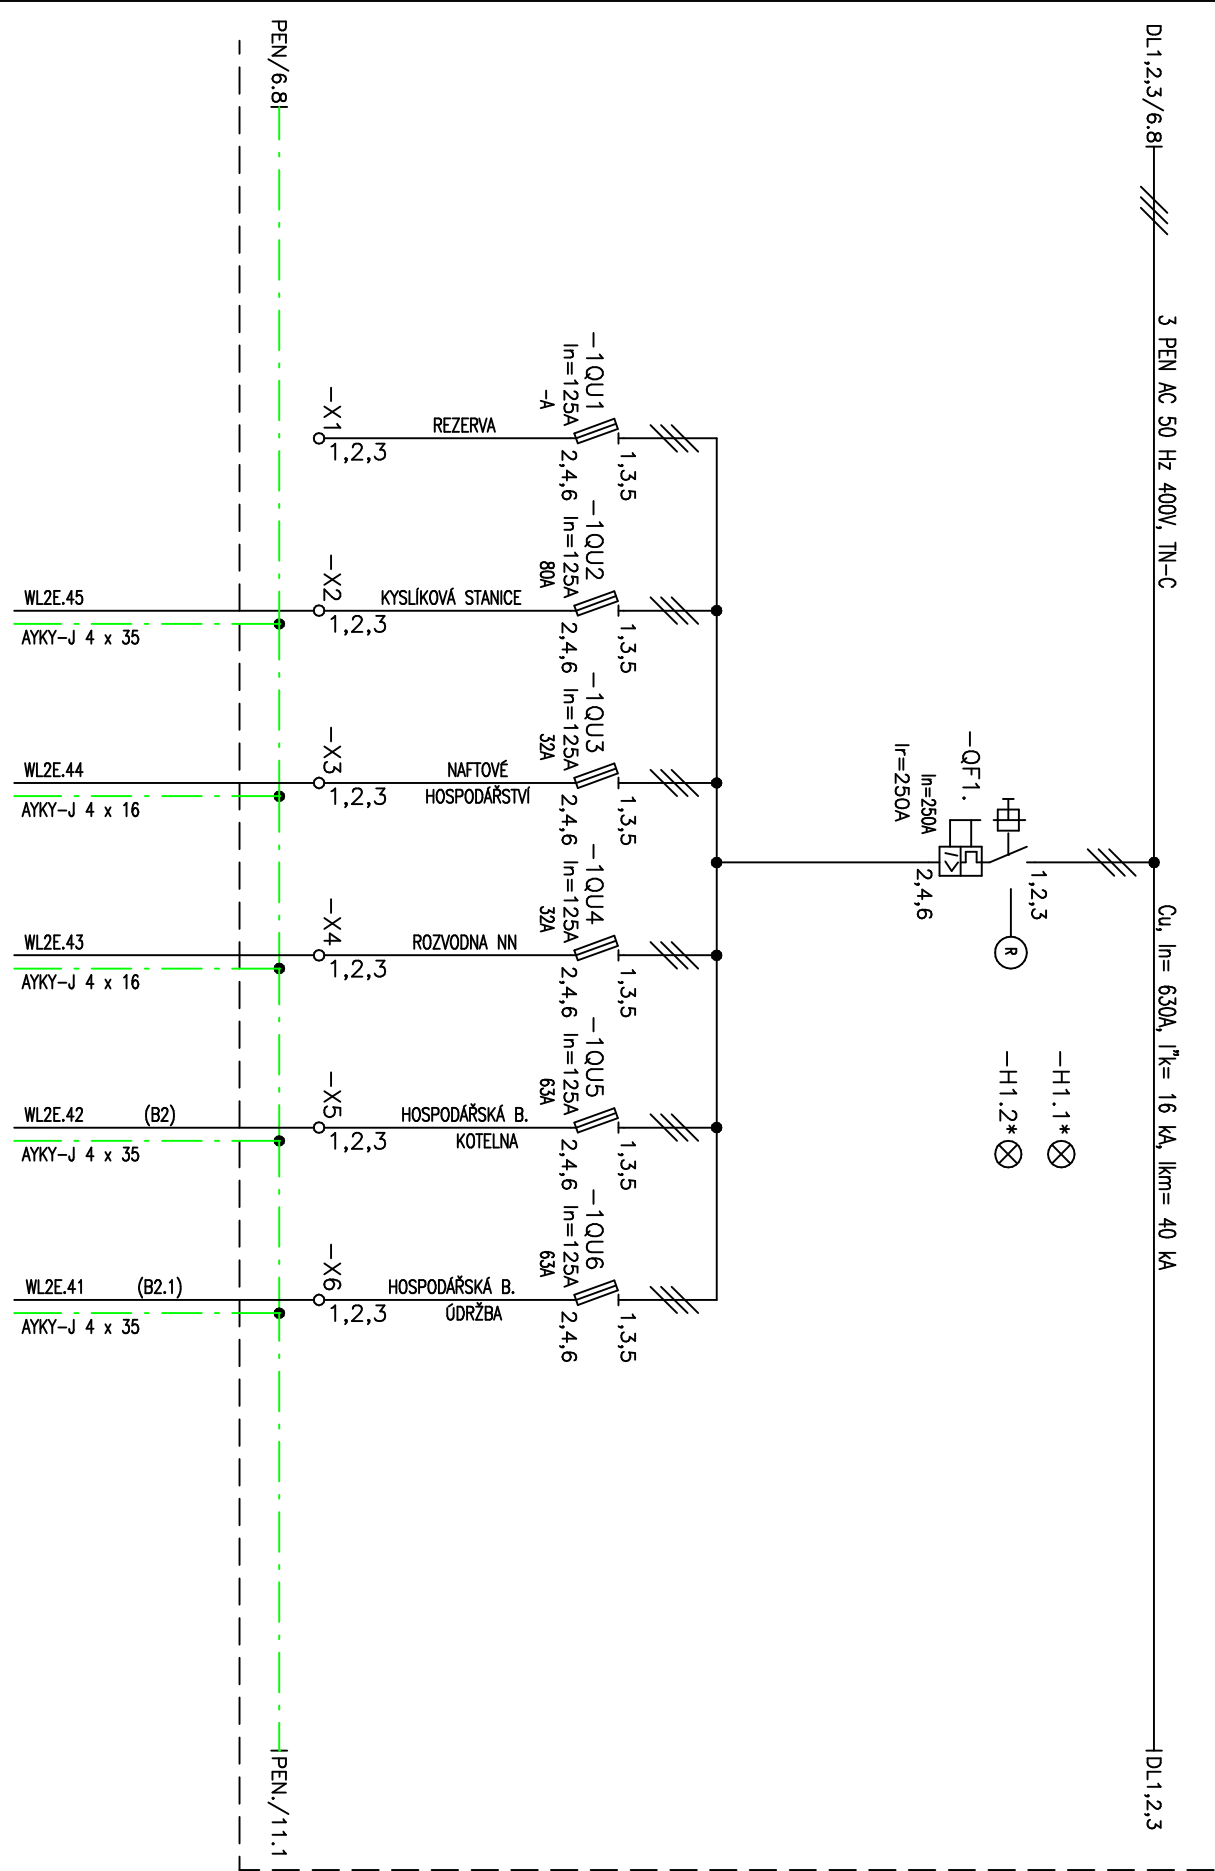 DL1,2,3/6.8
3 PEN AC 50 Hz 400V, TN-C
Cu, In= 630A, I"k= 16 kA, Ikm= 40 kA
DL1,2,3
-QF1.
In=250A
Ir=250A
1,2,3
2,4,6
R
-H1.1*
-H1.2*
-1QU1
In=125A
-A
1,3,5
2,4,6
-1QU2
In=125A
80A
1,3,5
2,4,6
-1QU3
In=125A
32A
1,3,5
2,4,6
-1QU4
In=125A
32A
1,3,5
2,4,6
-1QU5
In=125A
63A
1,3,5
2,4,6
-1QU6
In=125A
63A
1,3,5
2,4,6
REZERVA
KYSLÍKOVÁ STANICE
NAFTOVÉ
HOSPODÁŘSTVÍ
ROZVODNA NN
HOSPODÁŘSKÁ B.
KOTELNA
HOSPODÁŘSKÁ B.
ÚDRŽBA
-X1
1,2,3
-X2
1,2,3
-X3
1,2,3
-X4
1,2,3
-X5
1,2,3
-X6
1,2,3
PEN/6.8
PEN./11.1
WL2E.45
AYKY-J 4 x 35
WL2E.44
AYKY-J 4 x 16
WL2E.43
AYKY-J 4 x 16
WL2E.42 (B2)
AYKY-J 4 x 35
WL2E.41 (B2.1)
AYKY-J 4 x 35